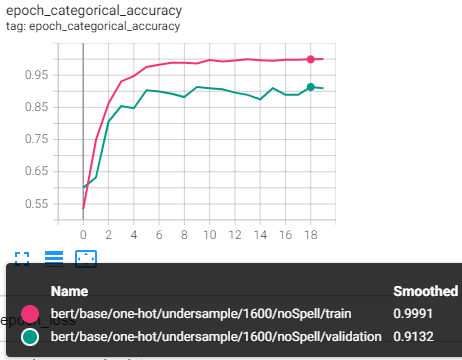 epoch_categorical_accuracy
tag: epoch_categorical_accuracy
0.95
0.85
0.75
0.65
0.55
0 2 4 6 8 10 12 14 16 18
Name Smoothed
bert/base/one-hot/undersample/1600/noSpell/train 0.9991
epoch_loss
bert/base/one-hot/undersample/1600/noSpell/validation 0.9132